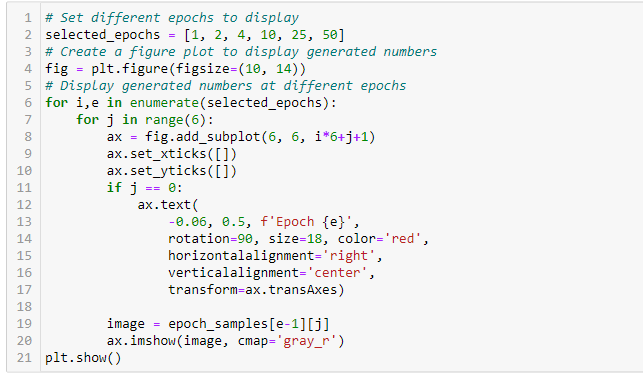 1 # Set different epochs to display
2 selected_epochs = [1, 2, 4, 10, 25, 50]
3 # Create a figure plot to display generated numbers
4 fig = plt.figure(figsize=(10, 14))
5 # Display generated numbers at different epochs
6 for i,e in enumerate(selected_epochs):
7     for j in range(6):
8         ax = fig.add_subplot(6, 6, i*6+j+1)
9         ax.set_xticks([])
10         ax.set_yticks([])
11         if j == 0:
12             ax.text(
13                 -0.06, 0.5, f'Epoch {e}',
14                 rotation=90, size=18, color='red',
15                 horizontalalignment='right',
16                 verticalalignment='center',
17                 transform=ax.transAxes)
18
19         image = epoch_samples[e-1][j]
20         ax.imshow(image, cmap='gray_r')
21 plt.show()